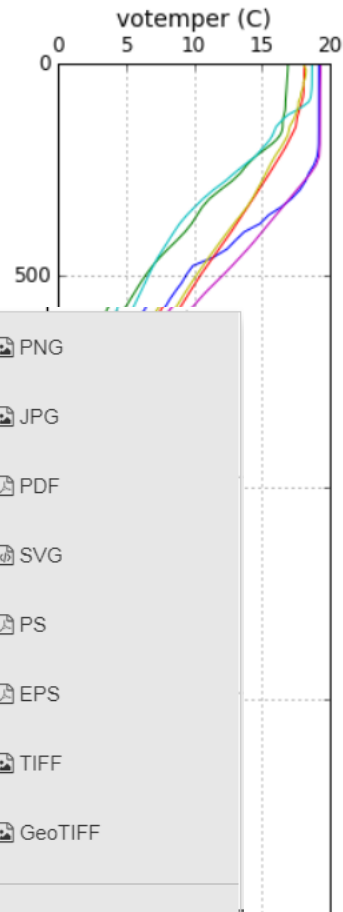 votemper (C)
0 5 10 15 20
0
500
PNG
JPG
PDF
SVG
PS
EPS
TIFF
GeoTIFF